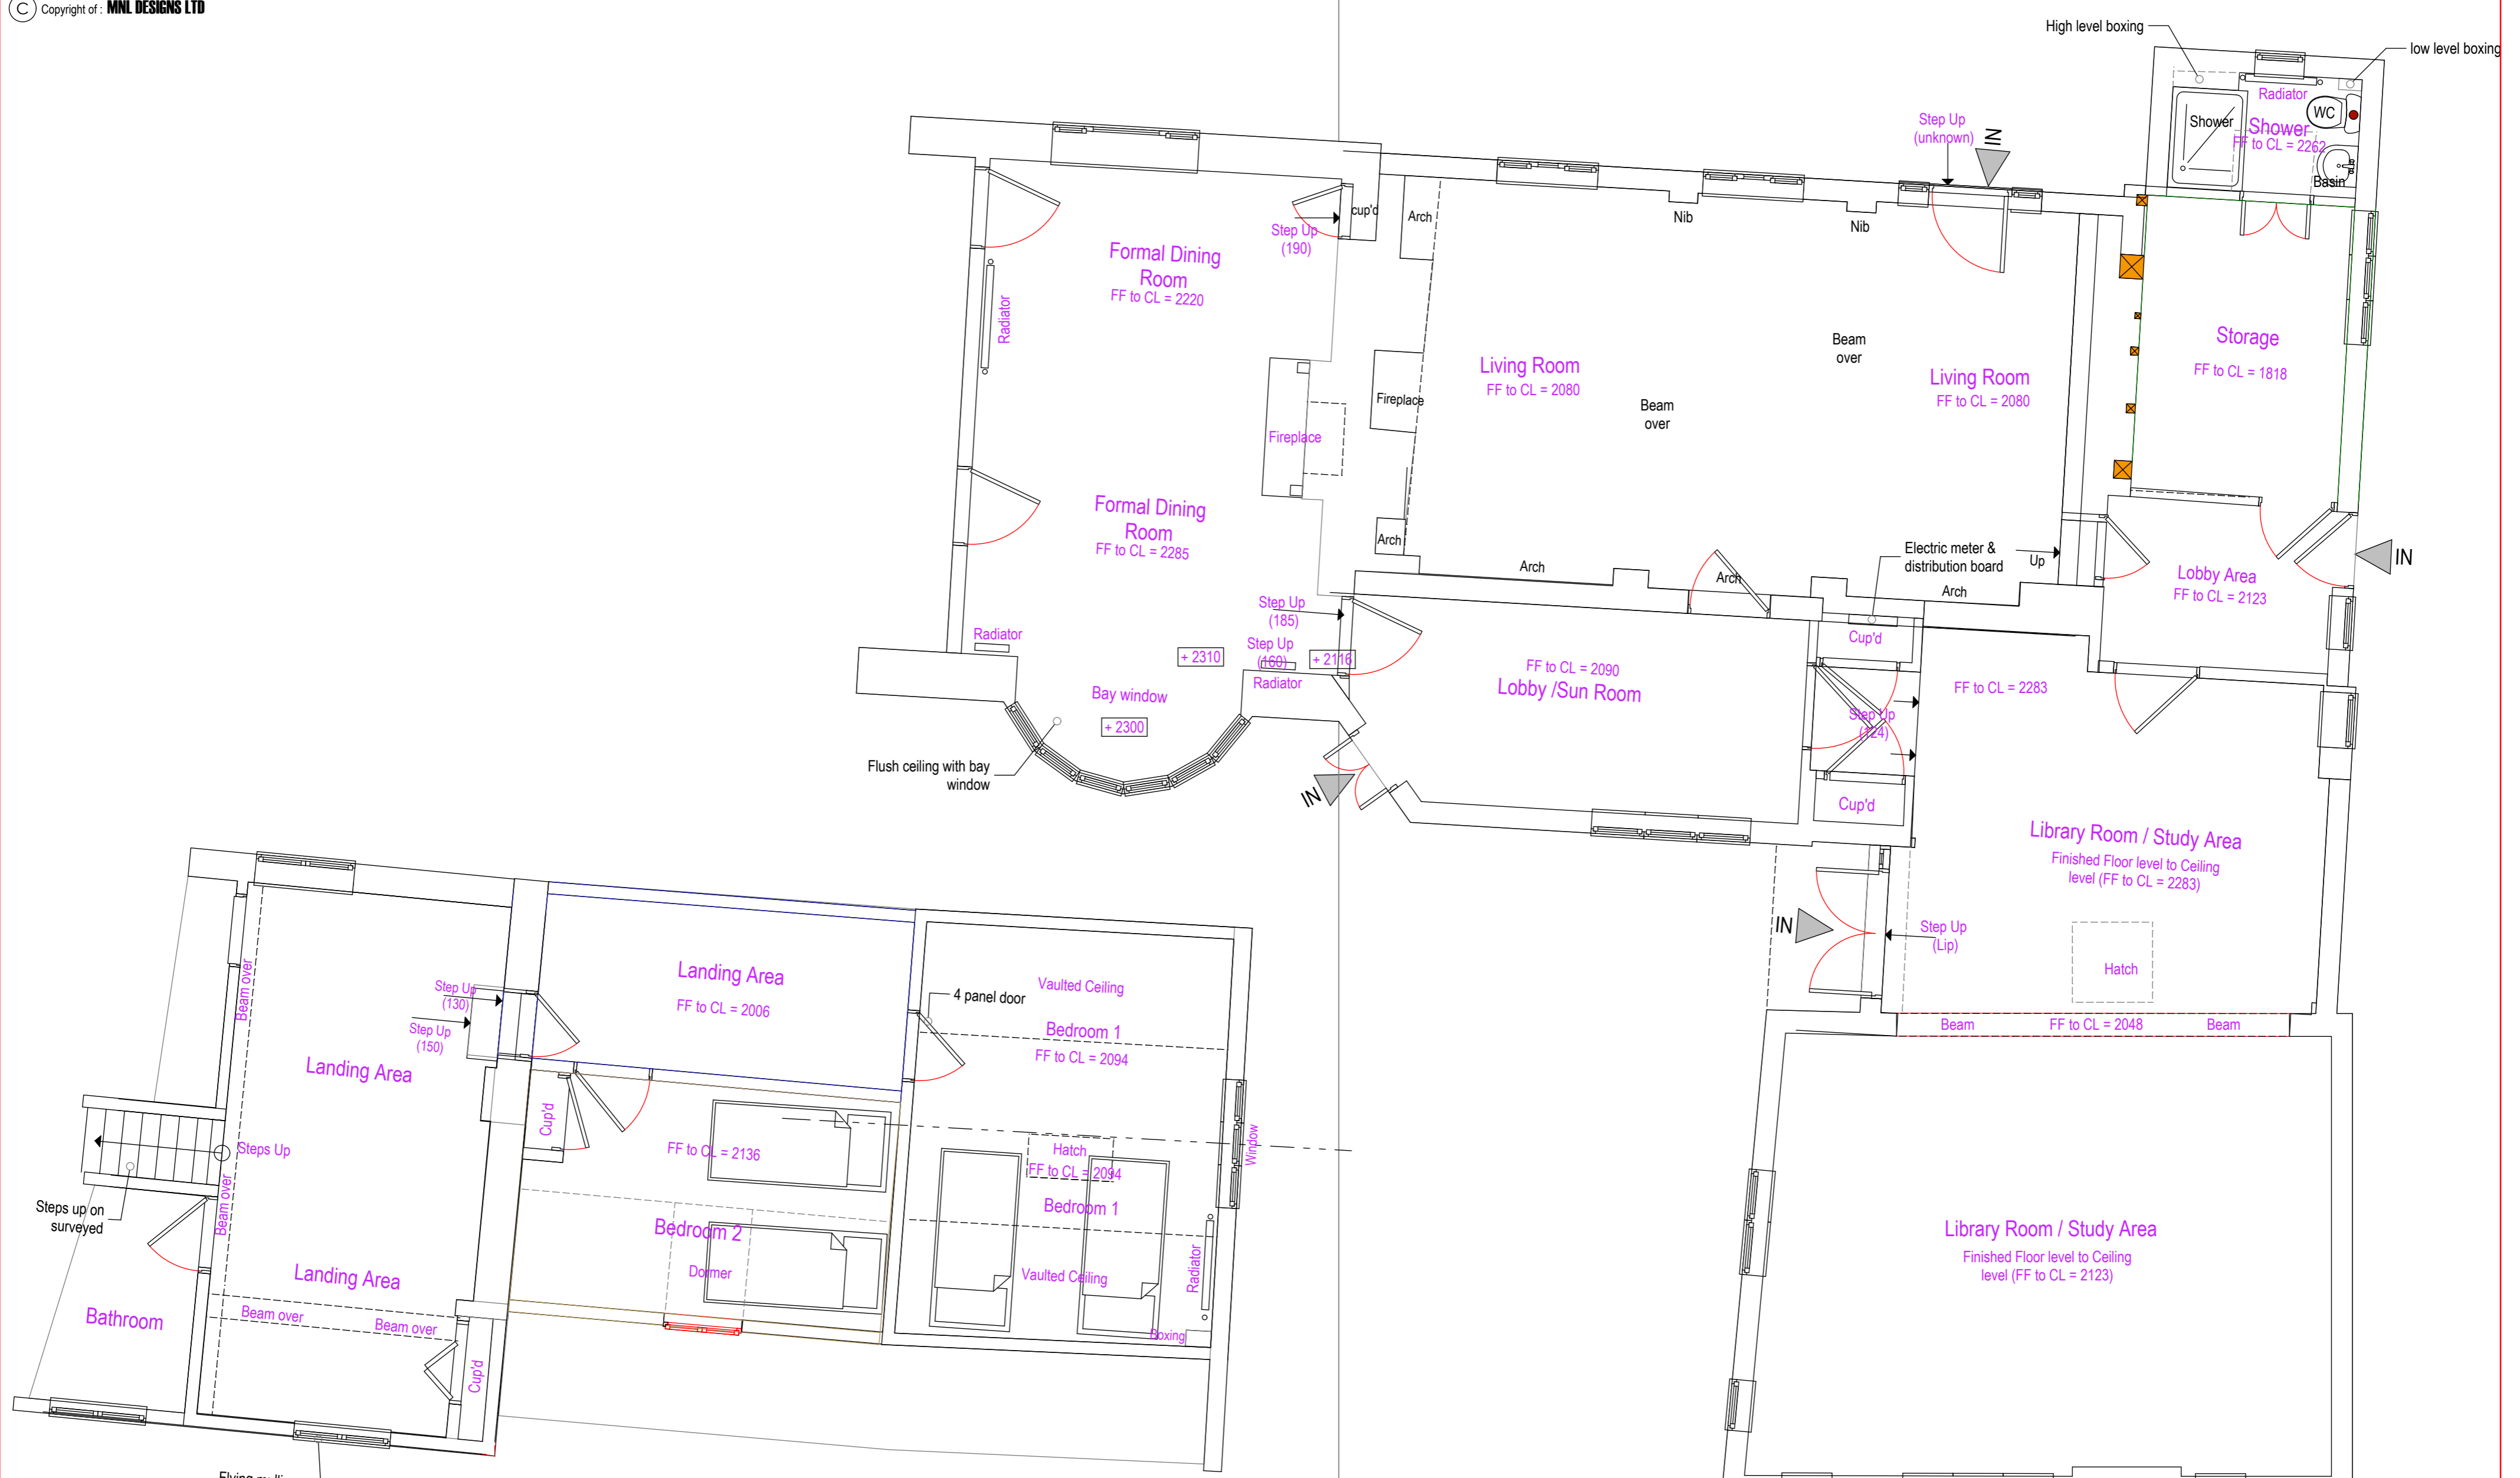 C Copyright of : MNL DESIGNS LTD
High level boxing
low level boxing
Radiator
WC
Shower
Shower
FF to CL = 2262
Basin
Step Up
(unknown)
IN
cup'd
Arch
Nib
Nib
Step Up
(190)
Formal Dining
Room
FF to CL = 2220
Radiator
Living Room
FF to CL = 2080
Beam
over
Living Room
FF to CL = 2080
Storage
FF to CL = 1818
Fireplace
Beam
over
Fireplace
Formal Dining
Room
FF to CL = 2285
Arch
Arch
Arch
Electric meter &
distribution board
Up
Arch
IN
Lobby Area
FF to CL = 2123
Step Up
(185)
Radiator
Step Up
(160)
+ 2310
+ 2116
Radiator
Bay window
+ 2300
Flush ceiling with bay
window
IN
FF to CL = 2090
Lobby /Sun Room
Cup'd
FF to CL = 2283
Step Up
(124)
Cup'd
Library Room / Study Area
Finished Floor level to Ceiling
level (FF to CL = 2283)
IN
Step Up
(Lip)
Hatch
Beam
FF to CL = 2048
Beam
Library Room / Study Area
Finished Floor level to Ceiling
level (FF to CL = 2123)
Beam over
Step Up
(130)
Step Up
(150)
Landing Area
FF to CL = 2006
4 panel door
Vaulted Ceiling
Bedroom 1
FF to CL = 2094
Landing Area
Cup'd
Steps Up
Steps up on
surveyed
Beam over
FF to CL = 2136
Hatch
FF to CL = 2094
Window
Bedroom 1
Bedroom 2
Dormer
Vaulted Ceiling
Radiator
Boxing
Landing Area
Beam over
Beam over
Bathroom
Cup'd